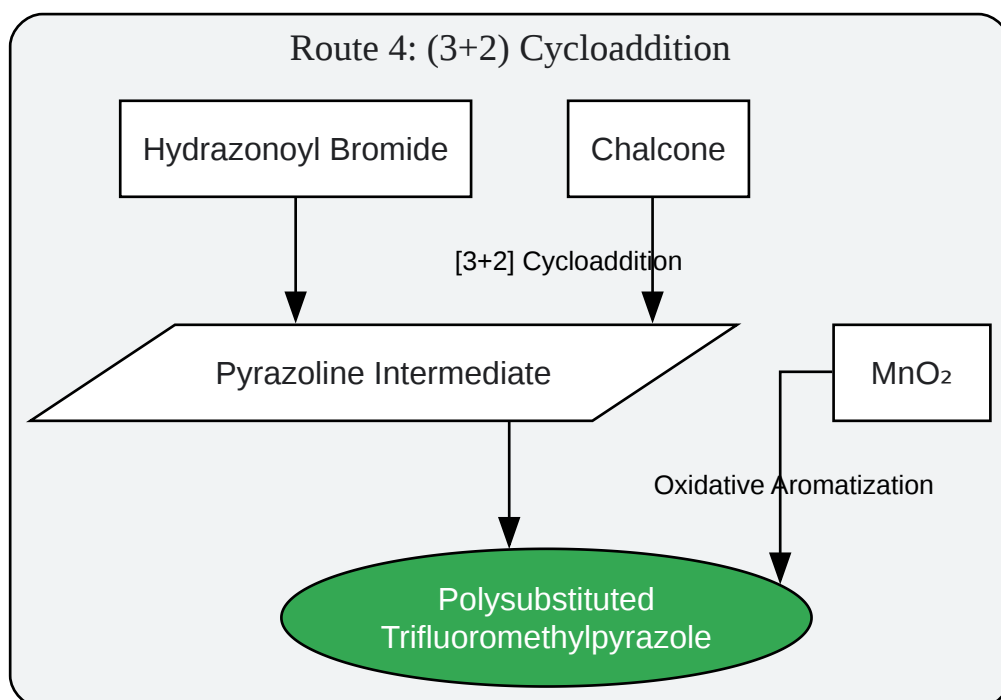 Route 4: (3+2) Cycloaddition
Hydrazonoyl Bromide
Chalcone
[3+2] Cycloaddition
Pyrazoline Intermediate
MnO₂
Oxidative Aromatization
Polysubstituted
Trifluoromethylpyrazole